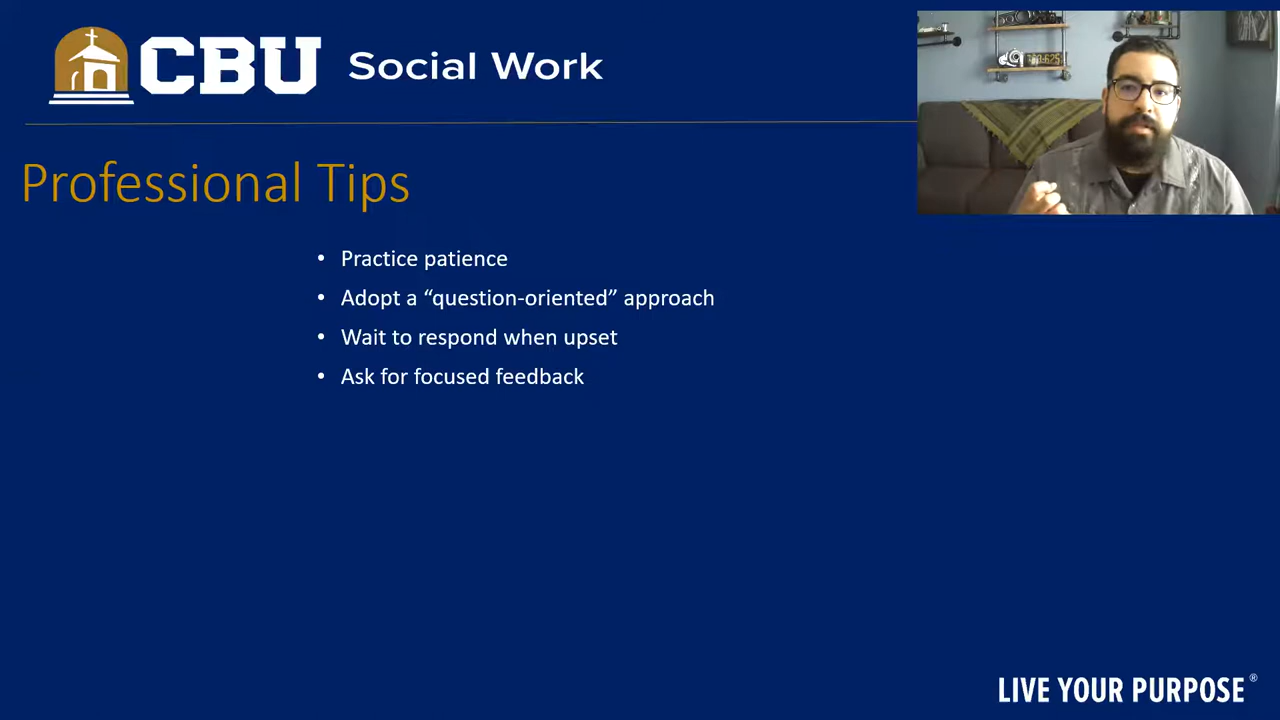 CBU Social Work
Professional Tips
• Practice patience
• Adopt a “question-oriented” approach
• Wait to respond when upset
• Ask for focused feedback
LIVE YOUR PURPOSE®